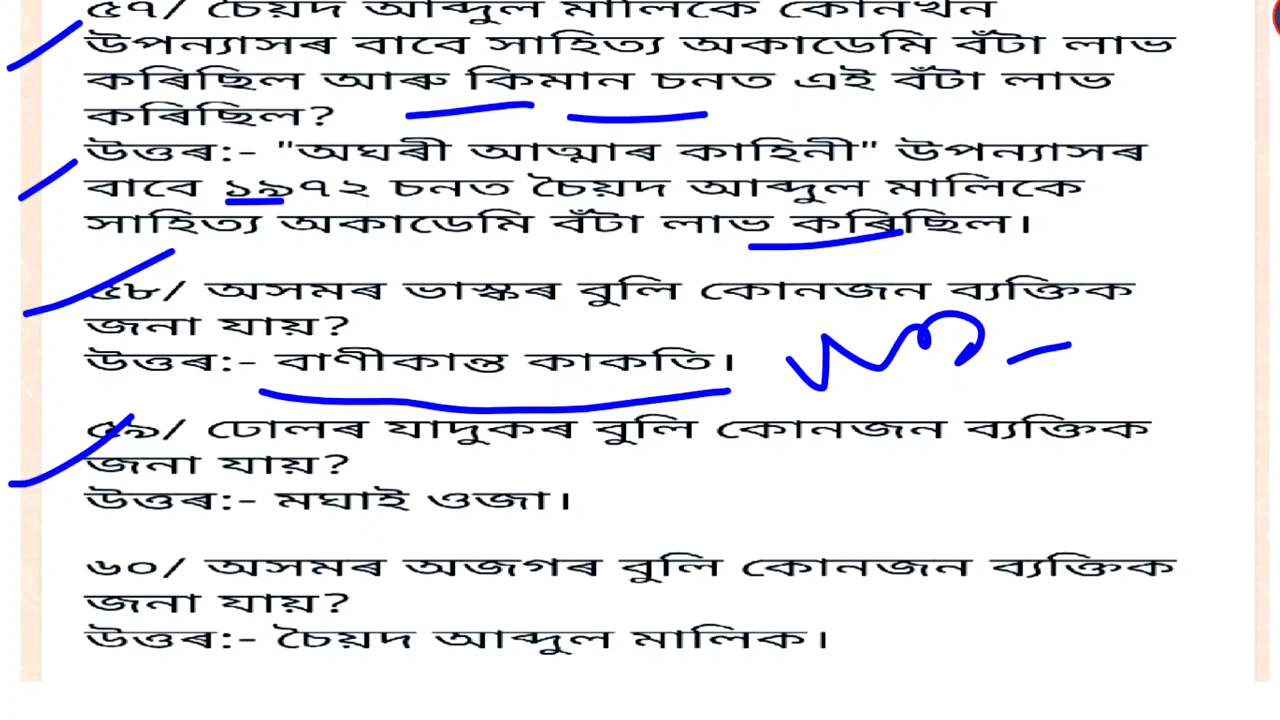 ৫৭/ চৈয়দ আব্দুল মালিকে কোনখন
উপন্যাসৰ বাবে সাহিত্য অকাডেমি বঁটা লাভ
কৰিছিল আৰু কিমান চনত এই বঁটা লাভ
কৰিছিল?
উত্তৰ:- "অঘৰী আত্মাৰ কাহিনী" উপন্যাসৰ
বাবে ১৯৭২ চনত চৈয়দ আব্দুল মালিকে
সাহিত্য অকাডেমি বঁটা লাভ কৰিছিল।
৫৮/ অসমৰ ভাস্কৰ বুলি কোনজন ব্যক্তিক
জনা যায়?
উত্তৰ:- বাণীকান্ত কাকতি।
৫৯/ ঢোলৰ যাদুকৰ বুলি কোনজন ব্যক্তিক
জনা যায়?
উত্তৰ:- মঘাই ওজা।
৬০/ অসমৰ অজগৰ বুলি কোনজন ব্যক্তিক
জনা যায়?
উত্তৰ:- চৈয়দ আব্দুল মালিক।